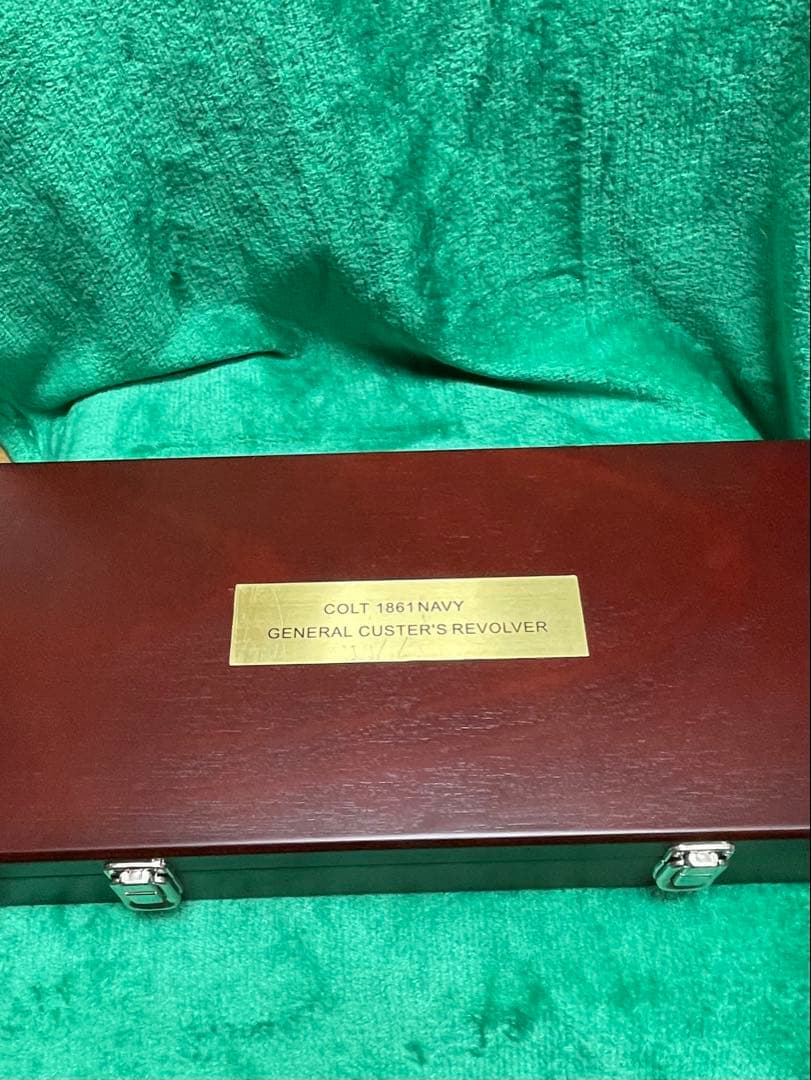 COLT 1861 NAVY
GENERAL CUSTER'S REVOLVER